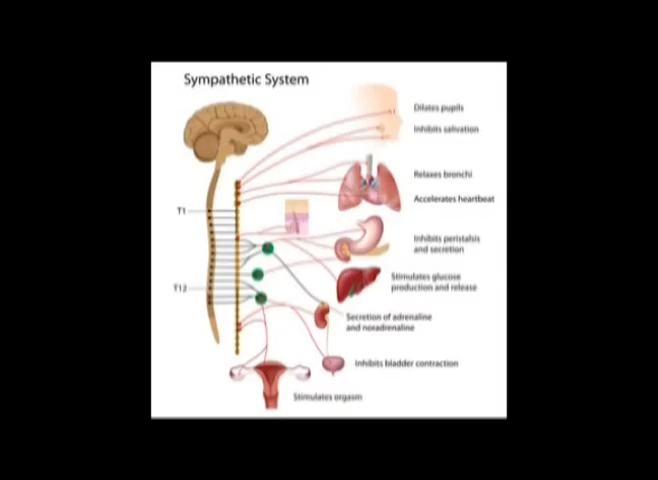 Sympathetic System
Dilates pupils
Inhibits salivation
Relaxes bronchi
Accelerates heartbeat
T1
Inhibits peristalsis
and secretion
Stimulates glucose
production and release
T12
Secretion of adrenaline
and noradrenaline
Inhibits bladder contraction
Stimulates orgasm